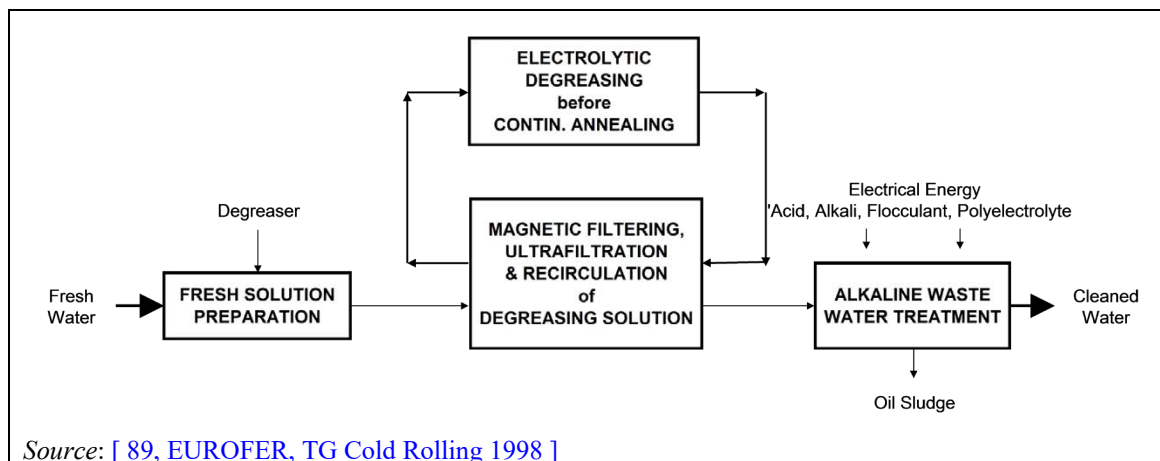 ELECTROLYTIC
DEGREASING
before
CONTIN. ANNEALING
Electrical Energy
'Acid, Alkali, Flocculant, Polyelectrolyte
Degreaser
MAGNETIC FILTERING,
ULTRAFILTRATION
& RECIRCULATION
of
DEGREASING SOLUTION
Fresh
Water
FRESH SOLUTION
PREPARATION
ALKALINE WASTE
WATER TREATMENT
Cleaned
Water
Oil Sludge
Source: [ 89, EUROFER, TG Cold Rolling 1998 ]